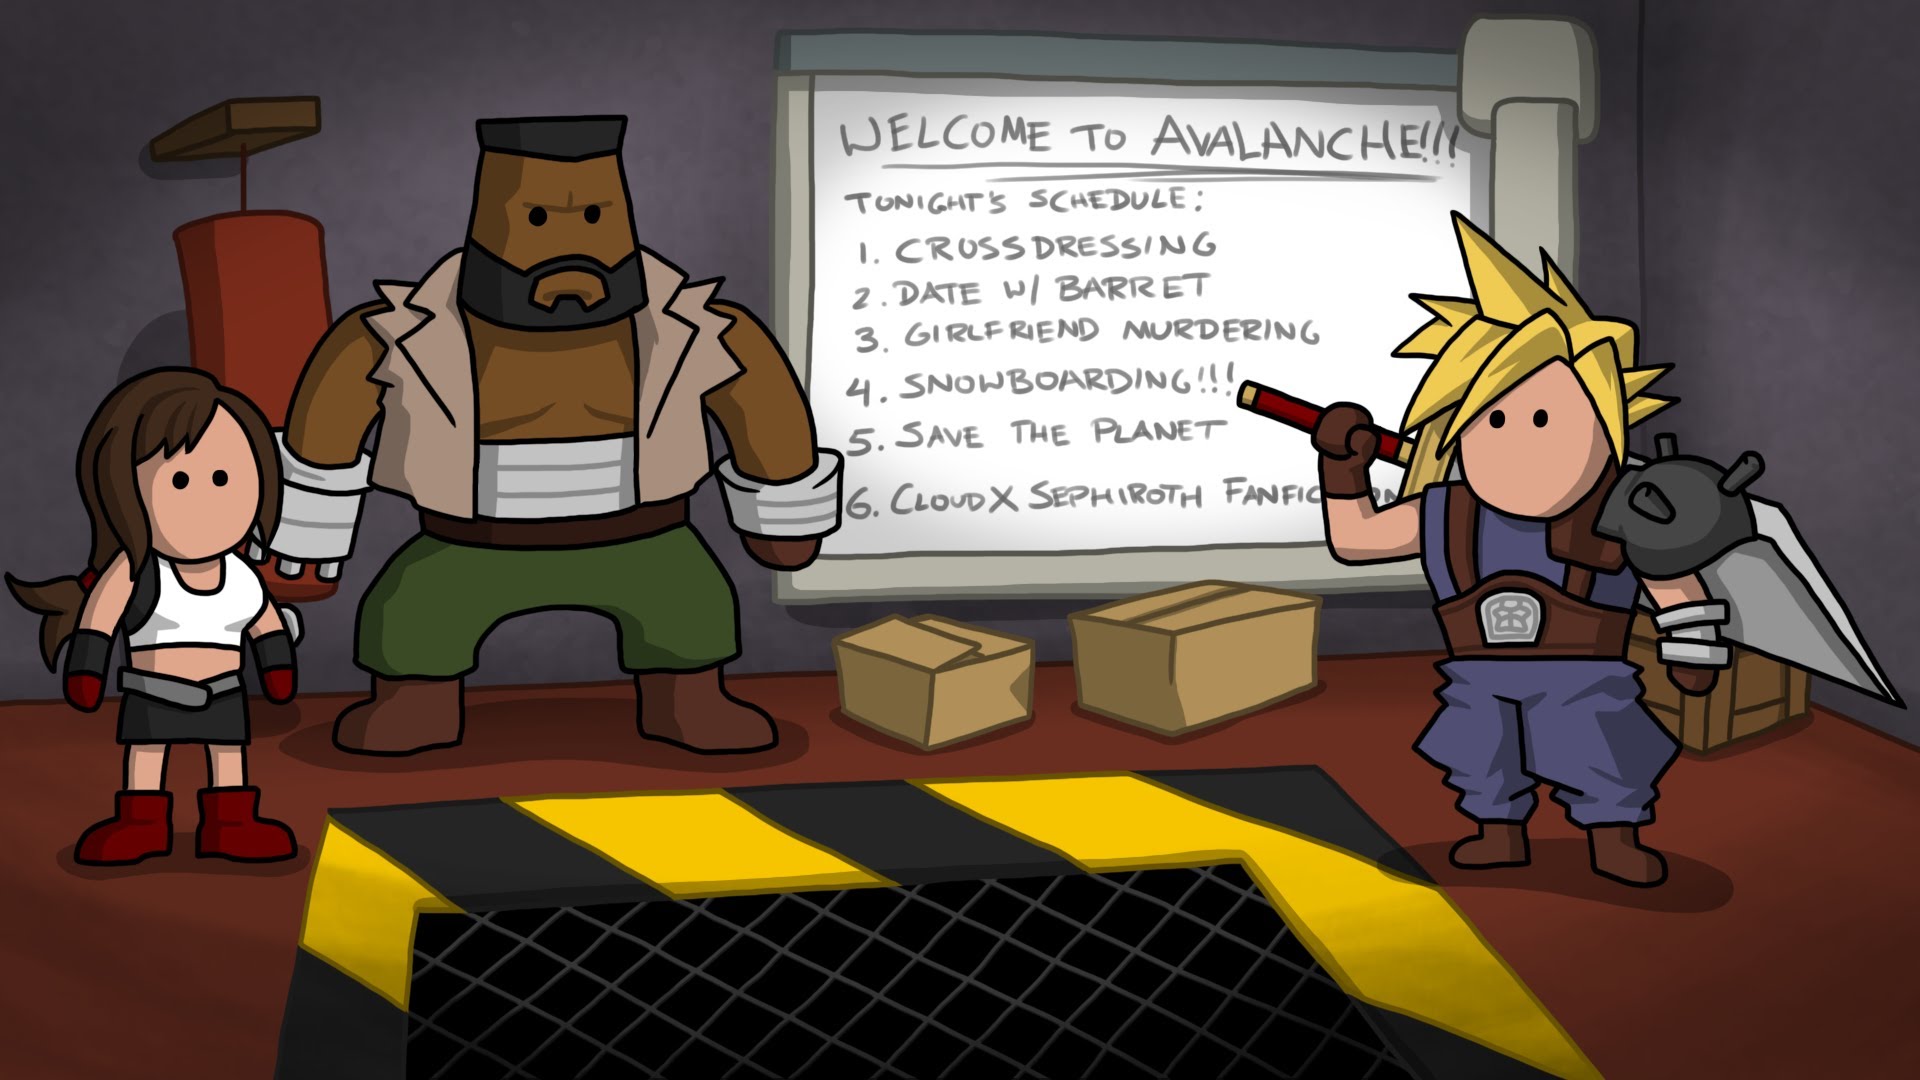 WELCOME TO AVALANCHE!!!
TONIGHT'S SCHEDULE:
1. CROSSDRESSING
2. DATE W/ BARRET
3. GIRLFRIEND MURDERING
4. SNOWBOARDING!!!
5. SAVE THE PLANET
6. CLOUD X SEPHIROTH